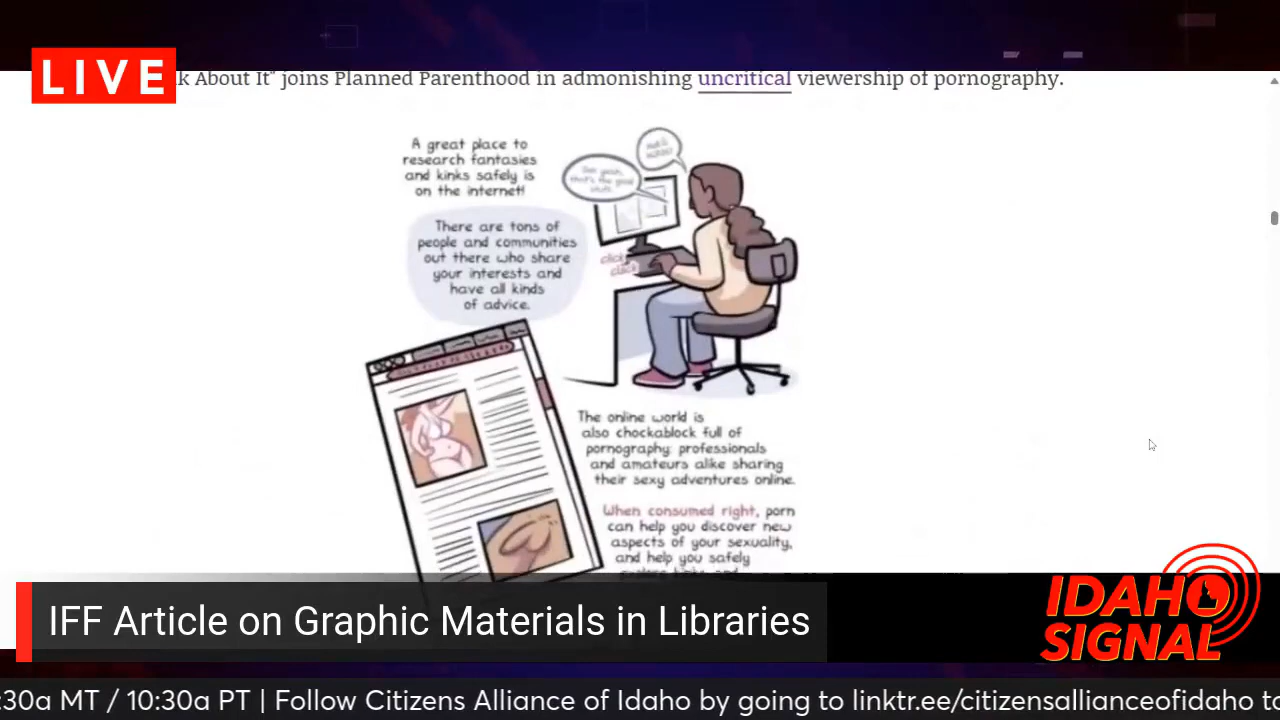 LIVE
k About It" joins Planned Parenthood in admonishing uncritical viewership of pornography.
A great place to
research fantasies
and kinks safely is
on the internet!
There are tons of
people and communities
out there who share
your interests and
have all kinds
of advice.
click
clack
The online world is
also chockablock full of
pornography: professionals
and amateurs alike sharing
their sexy adventures online.
When consumed right, porn
can help you discover new
aspects of your sexuality,
and help you safely
IFF Article on Graphic Materials in Libraries
IDAHO
SIGNAL
:30a MT / 10:30a PT | Follow Citizens Alliance of Idaho by going to linktr.ee/citizensallianceofidaho to